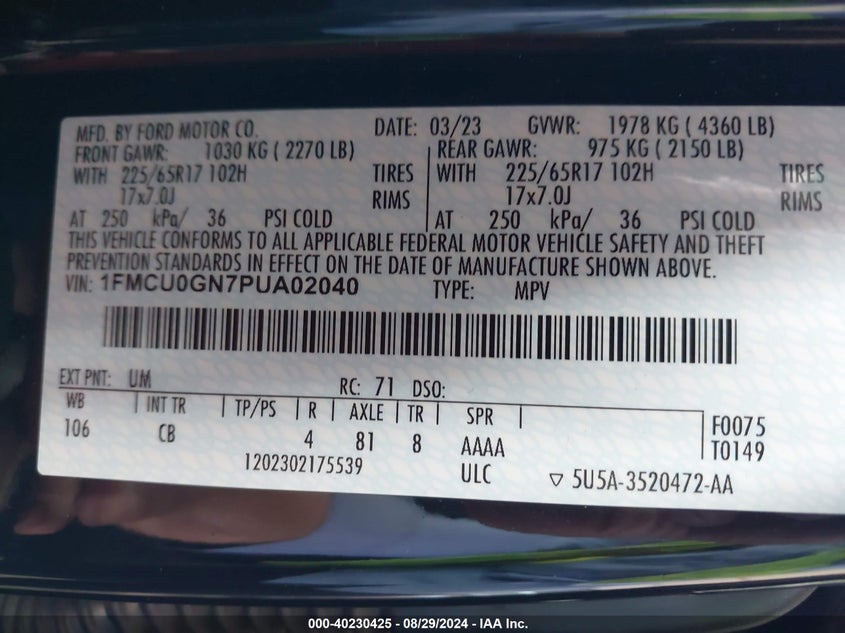 MFD. BY FORD MOTOR CO. DATE: 03/23 GVWR: 1978 KG ( 4360 LB)
FRONT GAWR: 1030 KG ( 2270 LB) REAR GAWR: 975 KG ( 2150 LB)
WITH 225/65R17 102H TIRES WITH 225/65R17 102H TIRES
17x7.0J RIMS 17x7.0J RIMS
AT 250 kPa/ 36 PSI COLD AT 250 kPa/ 36 PSI COLD
THIS VEHICLE CONFORMS TO ALL APPLICABLE FEDERAL MOTOR VEHICLE SAFETY AND THEFT
PREVENTION STANDARDS IN EFFECT ON THE DATE OF MANUFACTURE SHOWN ABOVE.
VIN: 1FMCU0GN7PUA02040 TYPE: MPV
EXT PNT: UM RC: 71 DSO:
WB INT TR TP/PS R AXLE TR SPR F0075
106 CB 4 81 8 AAAA T0149
1202302175539 ULC ▽ 5U5A-3520472-AA
000-40230425 - 08/29/2024 - IAA Inc.